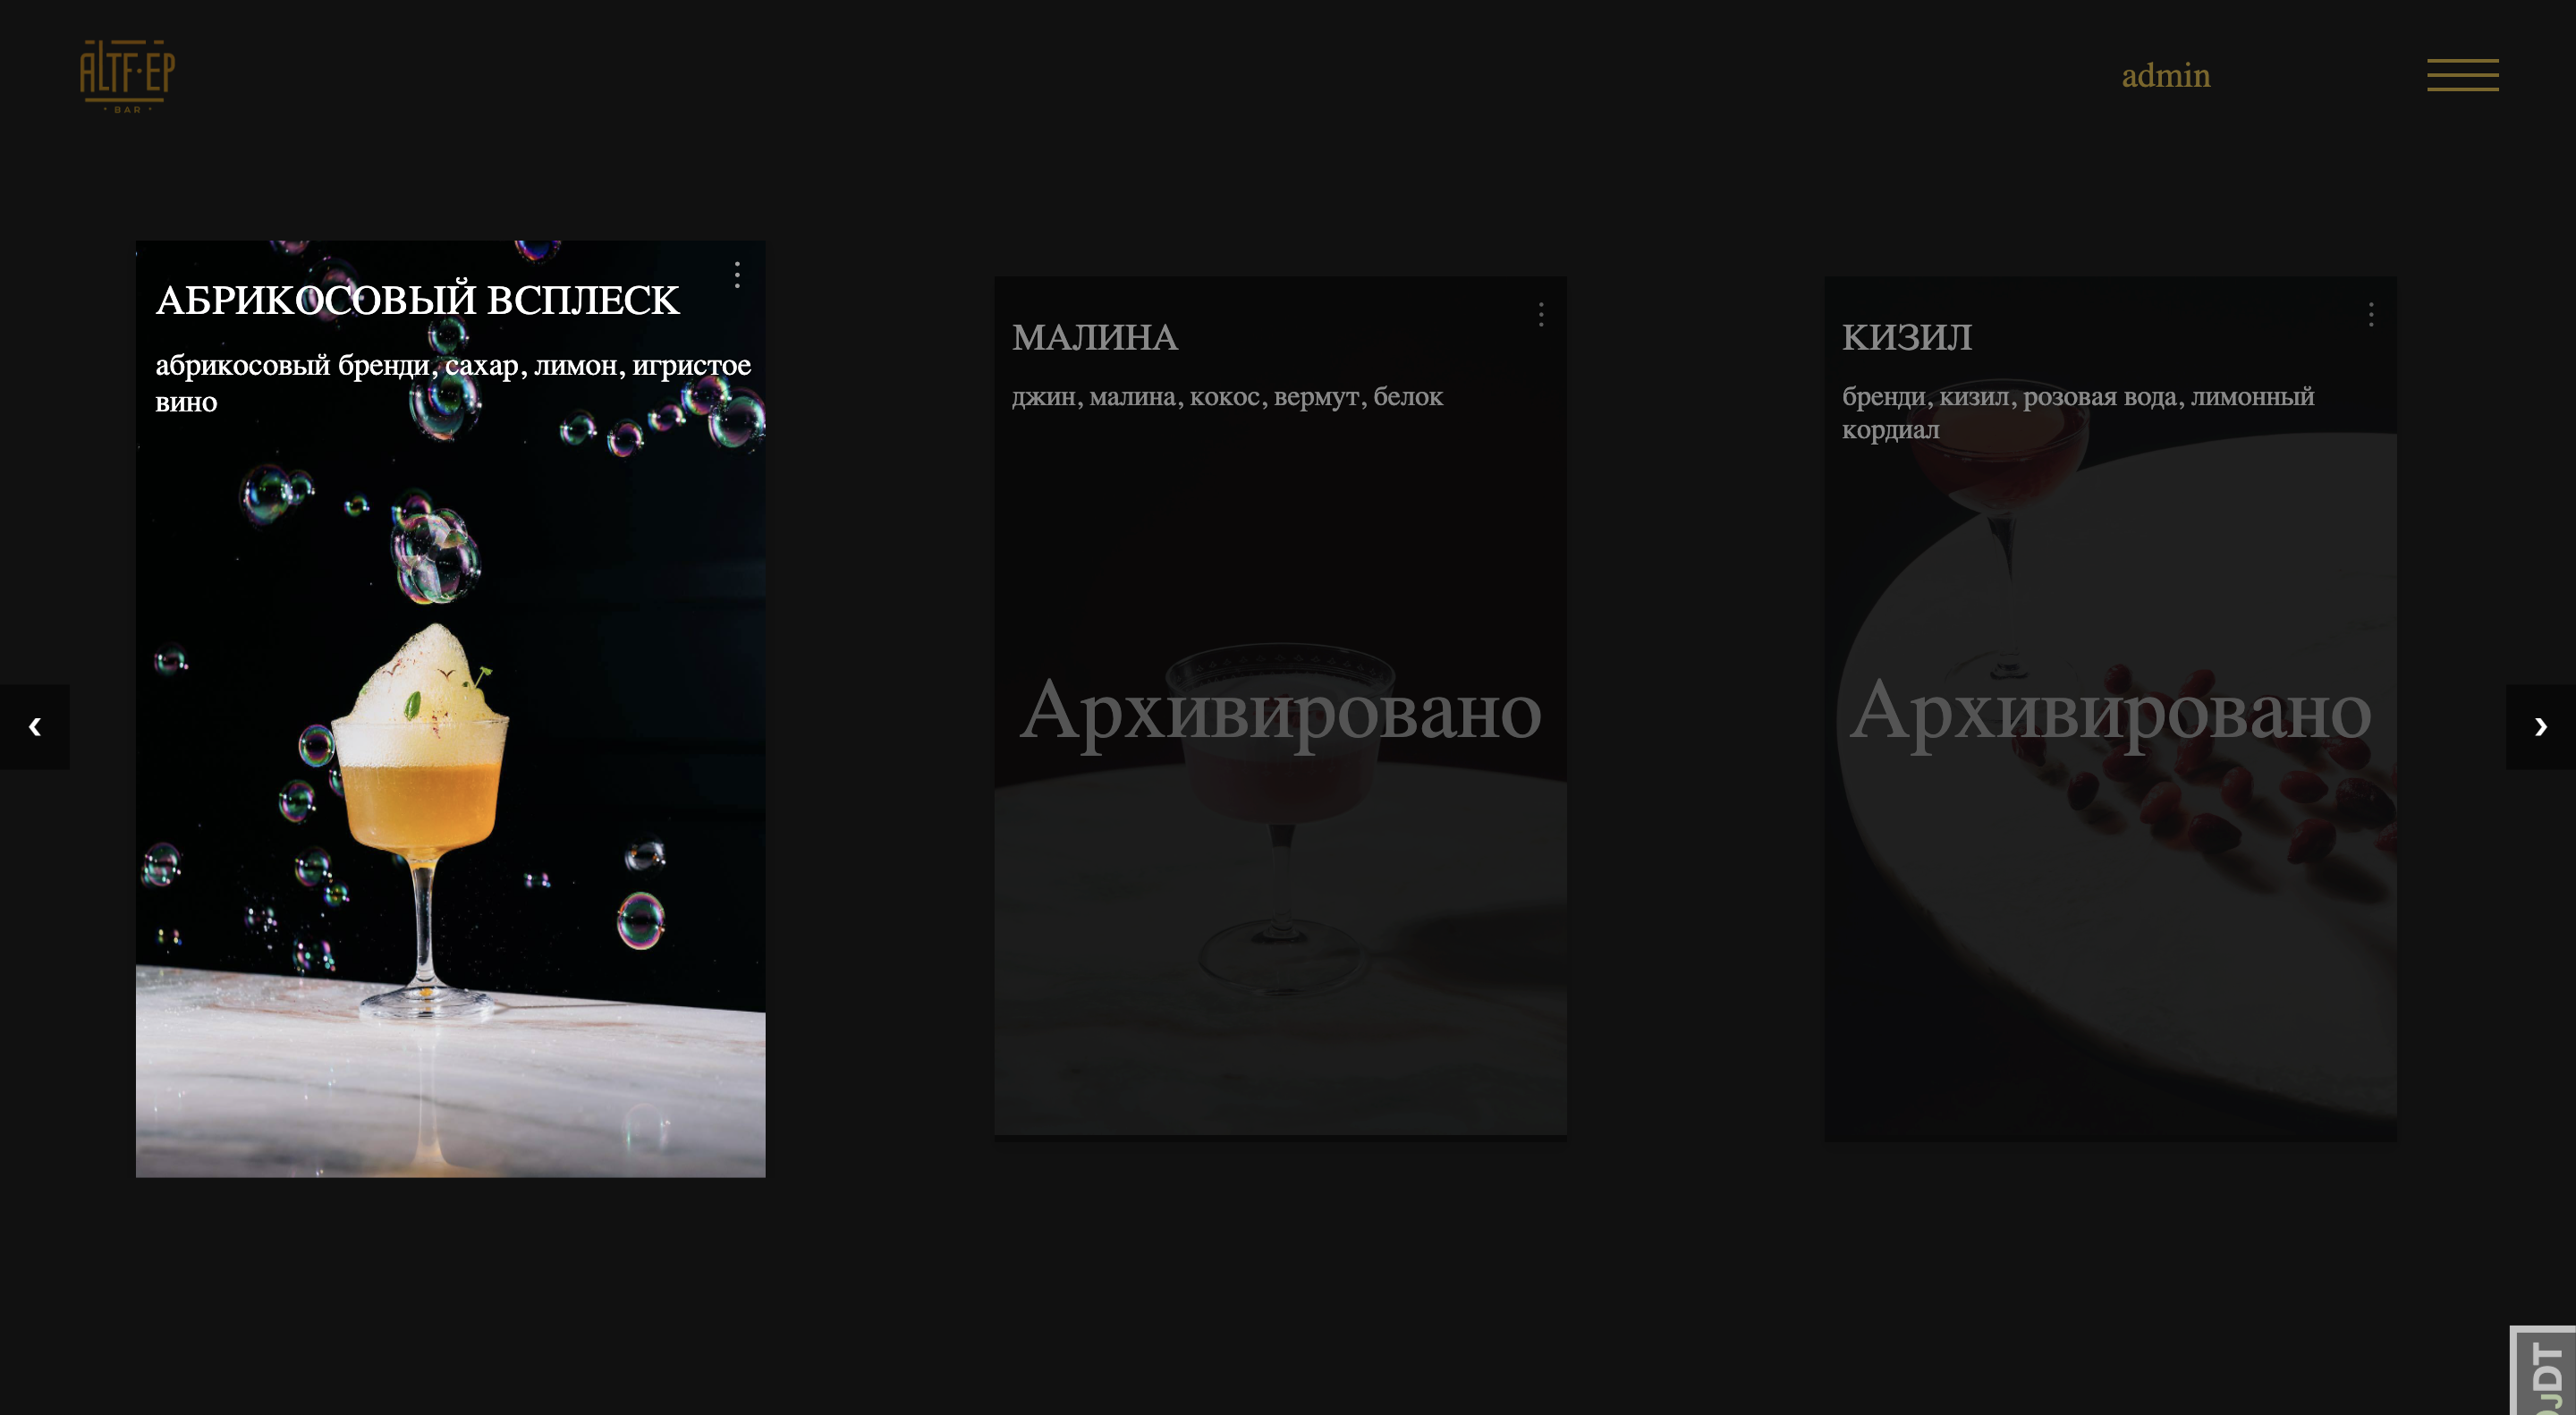 ALTF·EP
· BAR ·
admin
АБРИКОСОВЫЙ ВСПЛЕСК
абрикосовый бренди, сахар, лимон, игристое
вино
МАЛИНА
джин, малина, кокос, вермут, белок
Архивировано
КИЗИЛ
бренди, кизил, розовая вода, лимонный
кордиал
Архивировано
DJDT